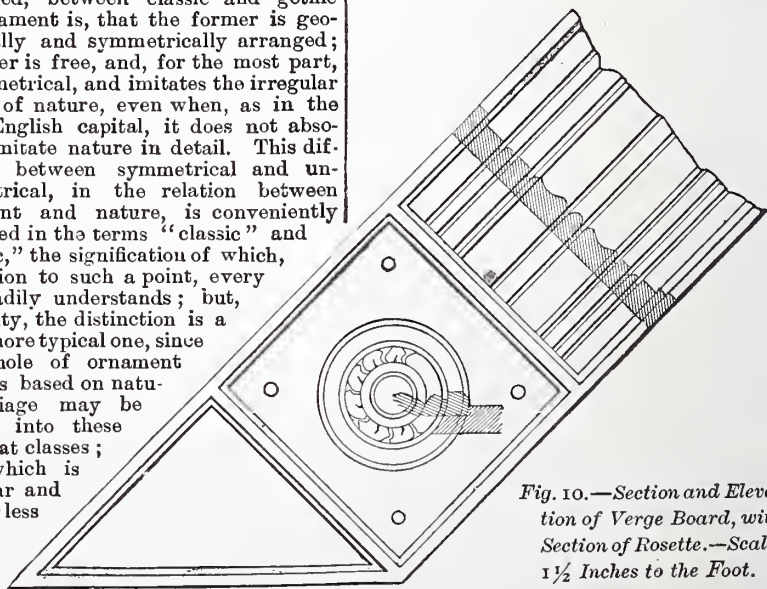 between classic and gothic
ament is, that the former is geo-
lly and symmetrically arranged;
er is free, and, for the most part,
metrical, and imitates the irregular
of nature, even when, as in the
English capital, it does not abso-
mitate nature in detail. This dif-
between symmetrical and un-
trical, in the relation between
nt and nature, is conveniently
ed in the terms "classic" and
," the signification of which,
ion to such a point, every
adily understands; but,
ty, the distinction is a
more typical one, since
hole of ornament
s based on natu-
iage may be
into these
at classes;
which is
ar and
less
Fig. 10.—Section and Eleva
tion of Verge Board, wit
Section of Rosette.—Scal
1½ Inches to the Foot.